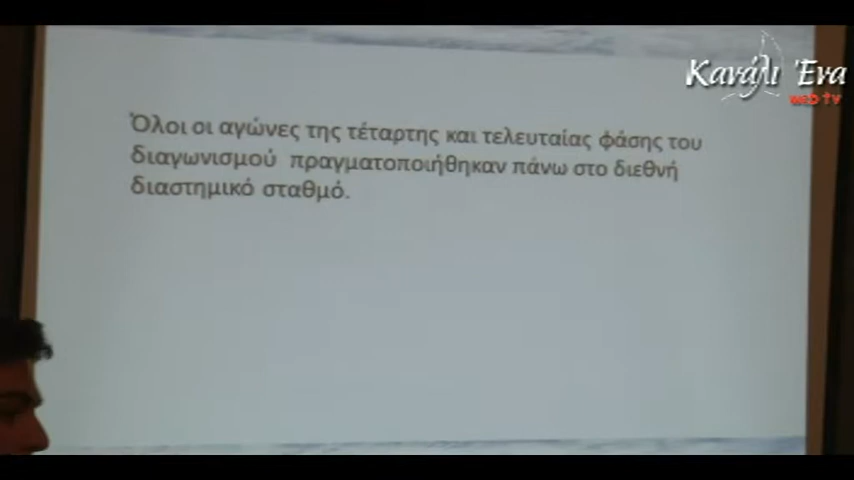 Κανάλι Ένα
WEB TV
Όλοι οι αγώνες της τέταρτης και τελευταίας φάσης του
διαγωνισμού πραγματοποιήθηκαν πάνω στο διεθνή
διαστημικό σταθμό.